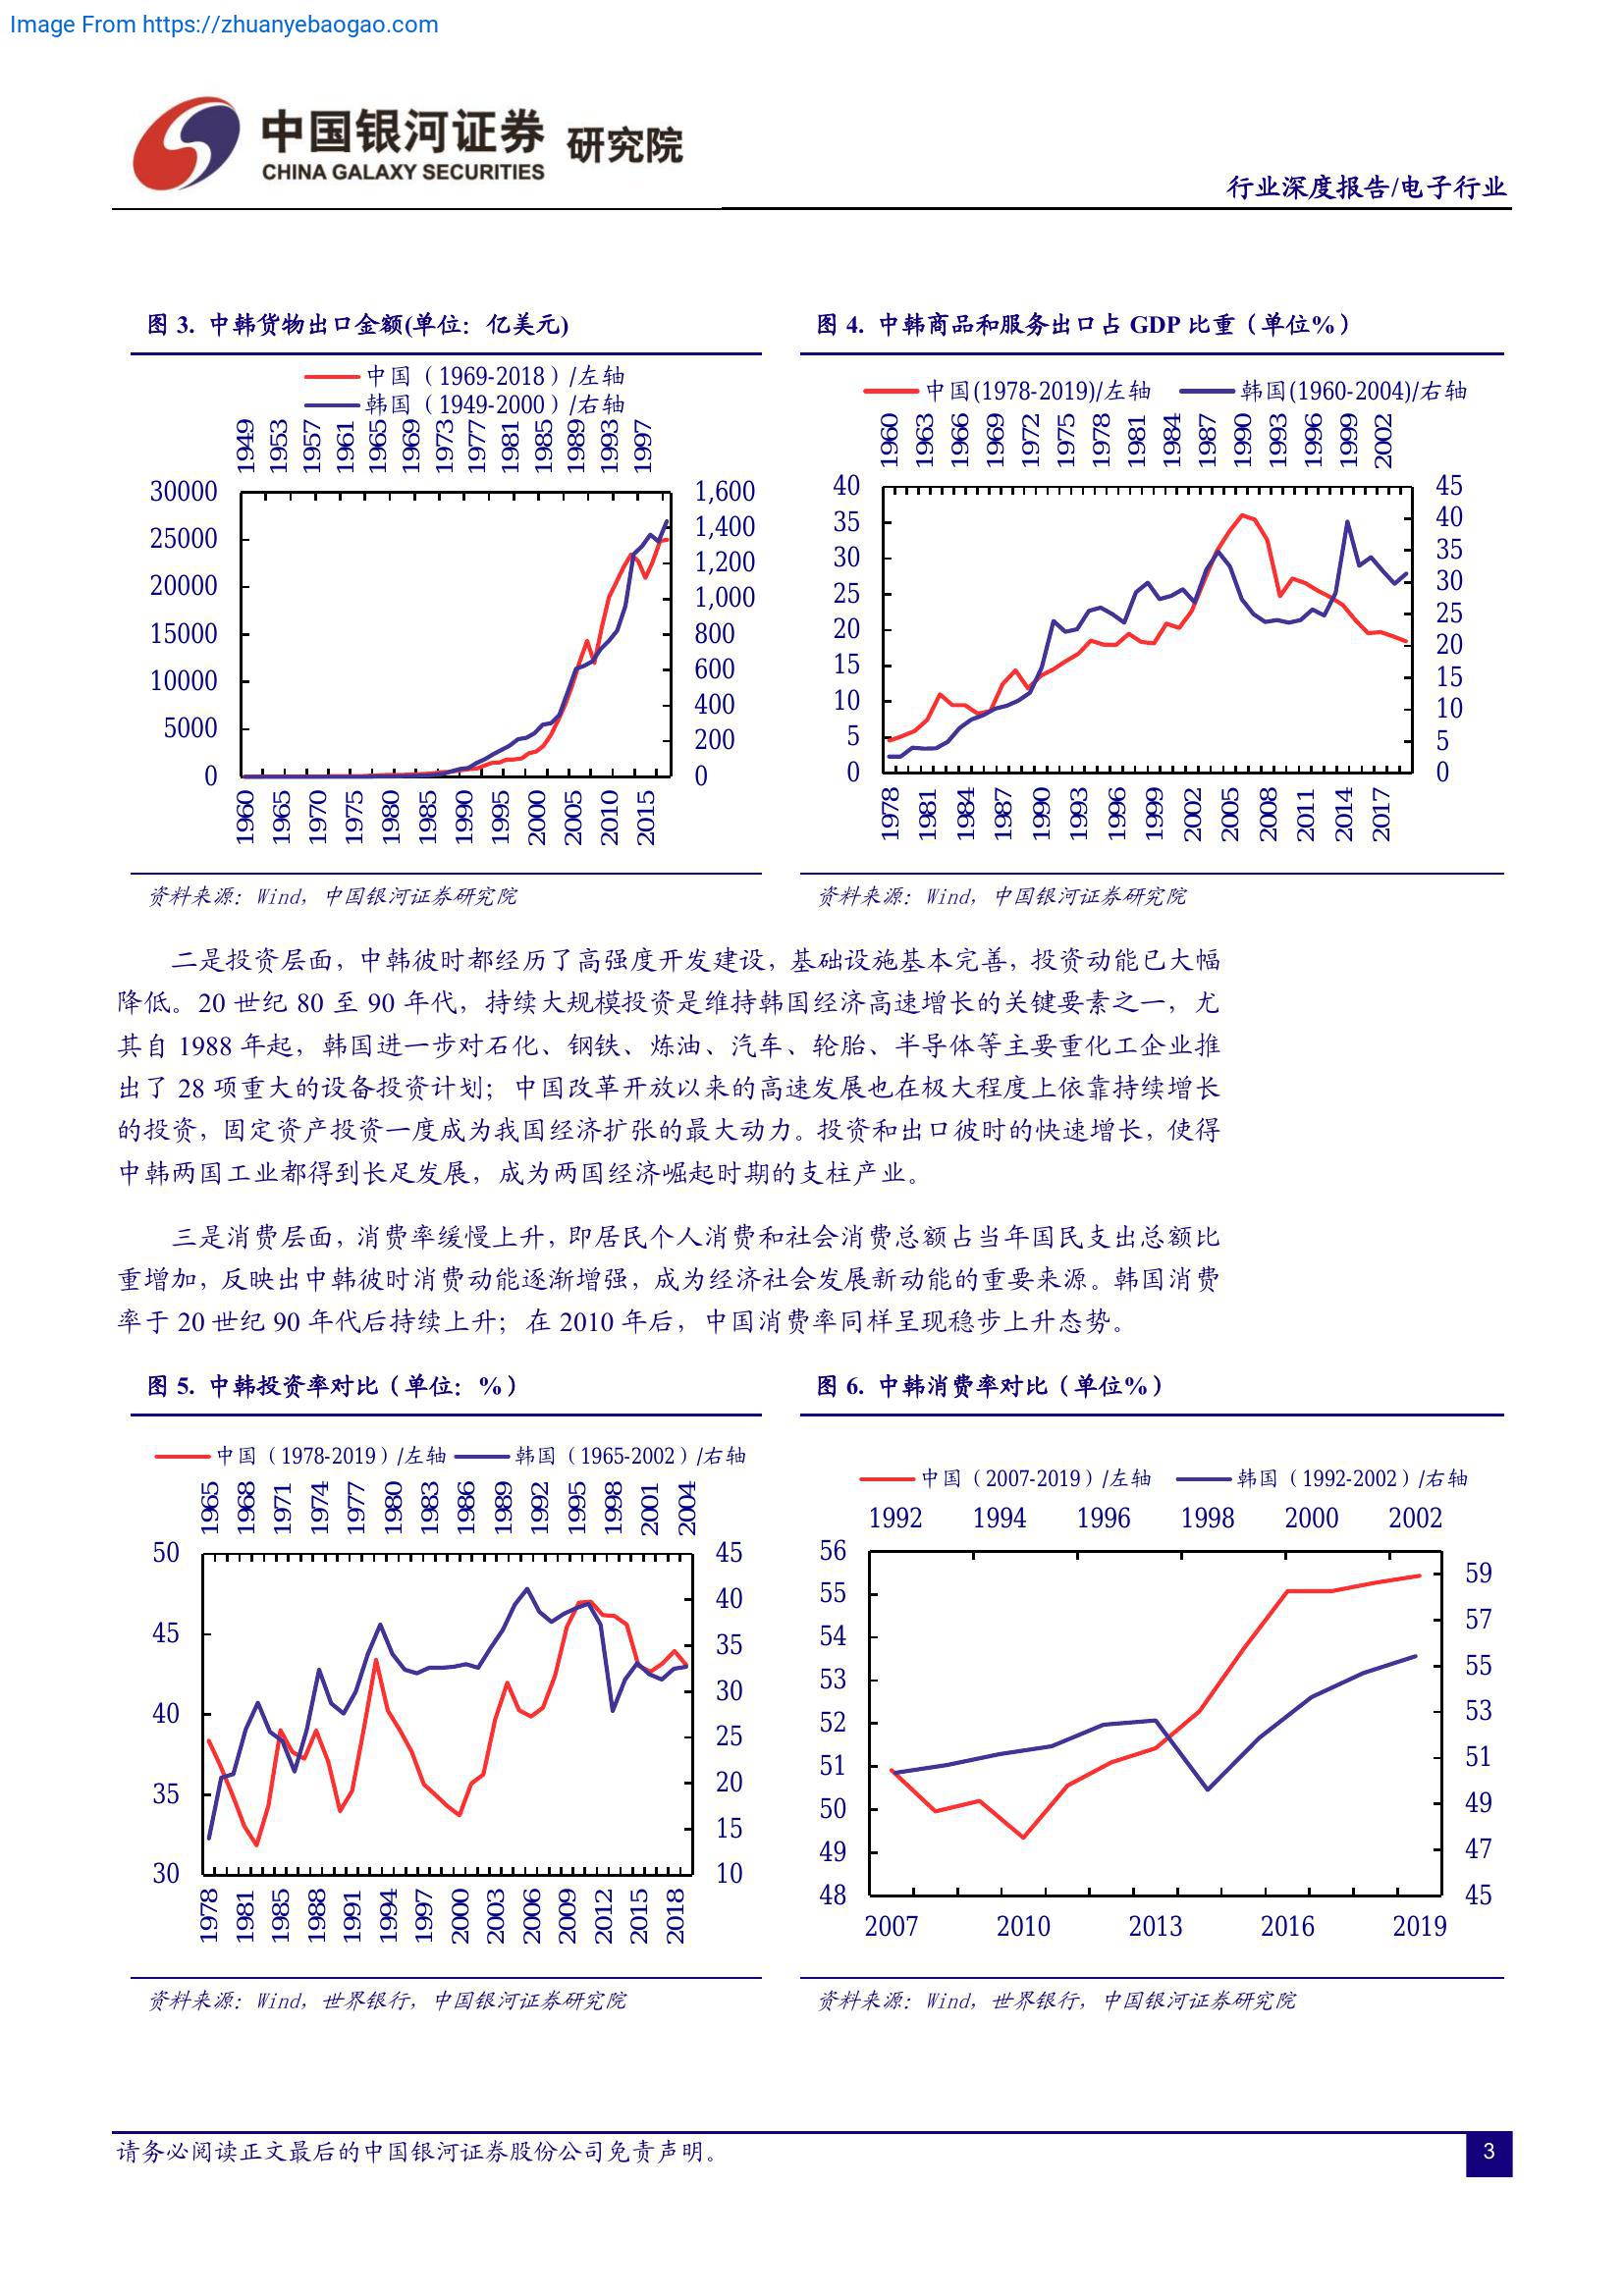 Image From https://zhuanyebaogao.com
中国银河证券 研究院
CHINA GALAXY SECURITIES
行业深度报告/电子行业
图 3. 中韩货物出口金额(单位：亿美元)
中国（1969-2018）/左轴
韩国（1949-2000）/右轴
1949 1953 1957 1961 1965 1969 1973 1977 1981 1985 1989 1993 1997
30000 25000 20000 15000 10000 5000 0
1,600 1,400 1,200 1,000 800 600 400 200 0
1960 1965 1970 1975 1980 1985 1990 1995 2000 2005 2010 2015
资料来源：Wind，中国银河证券研究院
图 4. 中韩商品和服务出口占 GDP 比重（单位%）
中国(1978-2019)/左轴 韩国(1960-2004)/右轴
1960 1963 1966 1969 1972 1975 1978 1981 1984 1987 1990 1993 1996 1999 2002
40 35 30 25 20 15 10 5 0
45 40 35 30 25 20 15 10 5 0
1978 1981 1984 1987 1990 1993 1996 1999 2002 2005 2008 2011 2014 2017
资料来源：Wind，中国银河证券研究院
二是投资层面，中韩彼时都经历了高强度开发建设，基础设施基本完善，投资动能已大幅
降低。20 世纪 80 至 90 年代，持续大规模投资是维持韩国经济高速增长的关键要素之一，尤
其自 1988 年起，韩国进一步对石化、钢铁、炼油、汽车、轮胎、半导体等主要重化工企业推
出了 28 项重大的设备投资计划；中国改革开放以来的高速发展也在极大程度上依靠持续增长
的投资，固定资产投资一度成为我国经济扩张的最大动力。投资和出口彼时的快速增长，使得
中韩两国工业都得到长足发展，成为两国经济崛起时期的支柱产业。
三是消费层面，消费率缓慢上升，即居民个人消费和社会消费总额占当年国民支出总额比
重增加，反映出中韩彼时消费动能逐渐增强，成为经济社会发展新动能的重要来源。韩国消费
率于 20 世纪 90 年代后持续上升；在 2010 年后，中国消费率同样呈现稳步上升态势。
图 5. 中韩投资率对比（单位：%）
中国（1978-2019）/左轴 韩国（1965-2002）/右轴
1965 1968 1971 1974 1977 1980 1983 1986 1989 1992 1995 1998 2001 2004
50 45 40 35 30
45 40 35 30 25 20 15 10
1978 1981 1985 1988 1991 1994 1997 2000 2003 2006 2009 2012 2015 2018
资料来源：Wind，世界银行，中国银河证券研究院
图 6. 中韩消费率对比（单位%）
中国（2007-2019）/左轴 韩国（1992-2002）/右轴
1992 1994 1996 1998 2000 2002
56 55 54 53 52 51 50 49 48
59 57 55 53 51 49 47 45
2007 2010 2013 2016 2019
资料来源：Wind，世界银行，中国银河证券研究院
请务必阅读正文最后的中国银河证券股份公司免责声明。
3